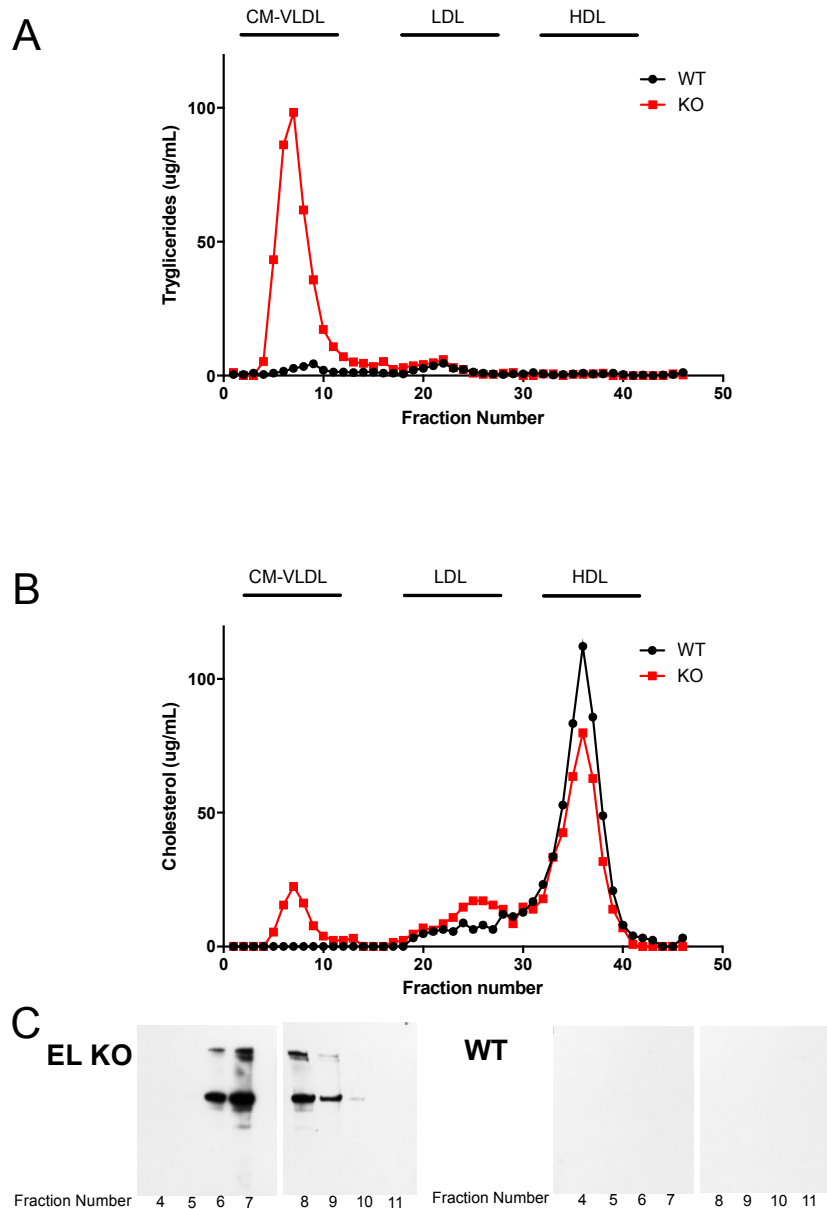 A
CM-VLDL LDL HDL
WT
KO
100
50
0
Tryglicerides (ug/mL)
0 10 20 30 40 50
Fraction Number
B
CM-VLDL LDL HDL
WT
KO
100
50
0
Cholesterol (ug/mL)
0 10 20 30 40 50
Fraction number
C
EL KO WT
Fraction Number 4 5 6 7 8 9 10 11 Fraction Number 4 5 6 7 8 9 10 11